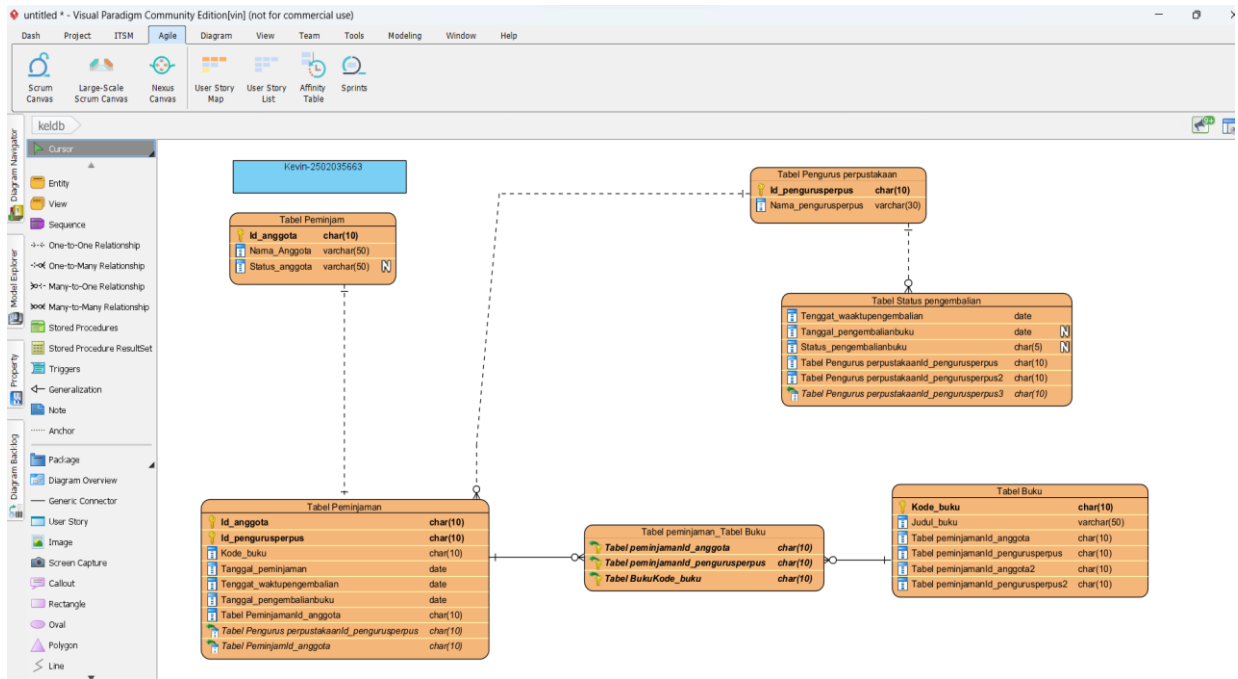 untitled * - Visual Paradigm Community Edition[vin] (not for commercial use)
Dash Project ITSM Agile Diagram View Team Tools Modeling Window Help
Scrum Canvas
Large-Scale Scrum Canvas
Nexus Canvas
User Story Map
User Story List
Affinity Table
Sprints
keldb
Diagram Navigator
Model Explorer
Property
Diagram Backlog
Cursor
Entity
View
Sequence
One-to-One Relationship
One-to-Many Relationship
Many-to-One Relationship
Many-to-Many Relationship
Stored Procedures
Stored Procedure ResultSet
Triggers
Generalization
Note
Anchor
Package
Diagram Overview
Generic Connector
User Story
Image
Screen Capture
Callout
Rectangle
Oval
Polygon
Line
Kevin-2502035663
Tabel Peminjam
Id_anggota char(10)
Nama_Anggota varchar(50)
Status_anggota varchar(50) N
Tabel Pengurus perpustakaan
Id_pengurusperpus char(10)
Nama_pengurusperpus varchar(30)
Tabel Status pengembalian
Tenggat_waaktupengembalian date
Tanggal_pengembalianbuku date N
Status_pengembalianbuku char(5) N
Tabel Pengurus perpustakaanId_pengurusperpus char(10)
Tabel Pengurus perpustakaanId_pengurusperpus2 char(10)
Tabel Pengurus perpustakaanId_pengurusperpus3 char(10)
Tabel Peminjaman
Id_anggota char(10)
Id_pengurusperpus char(10)
Kode_buku char(10)
Tanggal_peminjaman date
Tenggat_waktupengembalian date
Tanggal_pengembalianbuku date
Tabel PeminjamanId_anggota char(10)
Tabel Pengurus perpustakaanId_pengurusperpus char(10)
Tabel PeminjamId_anggota char(10)
Tabel peminjaman_Tabel Buku
Tabel peminjamanId_anggota char(10)
Tabel peminjamanId_pengurusperpus char(10)
Tabel BukuKode_buku char(10)
Tabel Buku
Kode_buku char(10)
Judul_buku varchar(50)
Tabel peminjamanId_anggota char(10)
Tabel peminjamanId_pengurusperpus char(10)
Tabel peminjamanId_anggota2 char(10)
Tabel peminjamanId_pengurusperpus2 char(10)